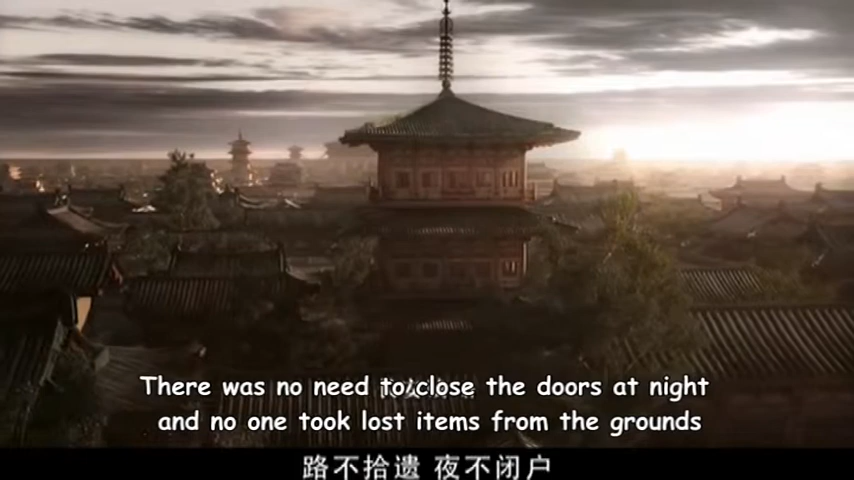 There was no need to close the doors at night
and no one took lost items from the grounds
路不拾遗 夜不闭户